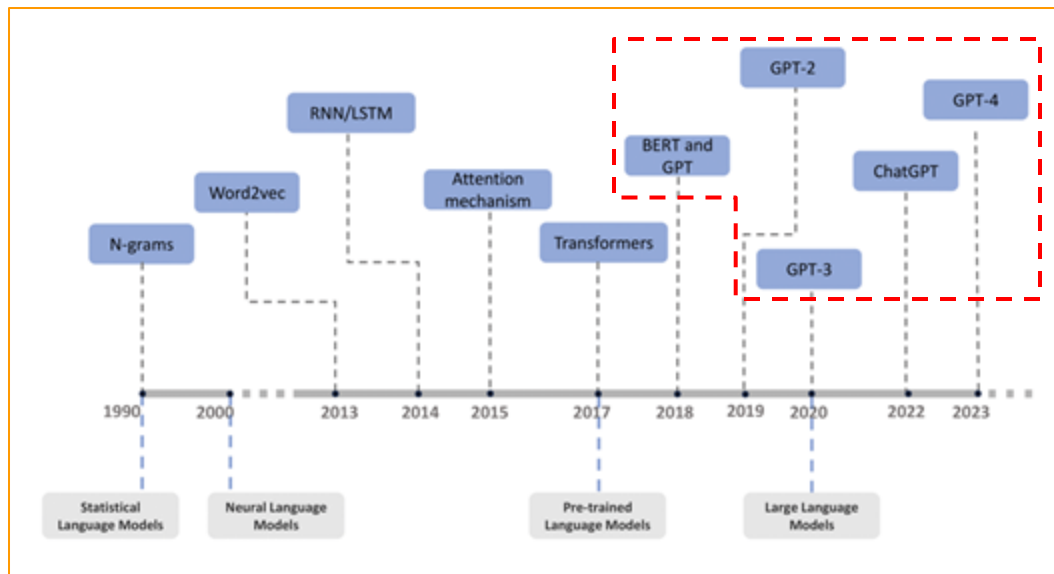 GPT-2
GPT-4
RNN/LSTM
BERT and
GPT
ChatGPT
Attention
mechanism
Word2vec
N-grams
Transformers
GPT-3
1990
2000
2013
2014
2015
2017
2018
2019
2020
2022
2023
Statistical
Language Models
Neural Language
Models
Pre-trained
Language Models
Large Language
Models